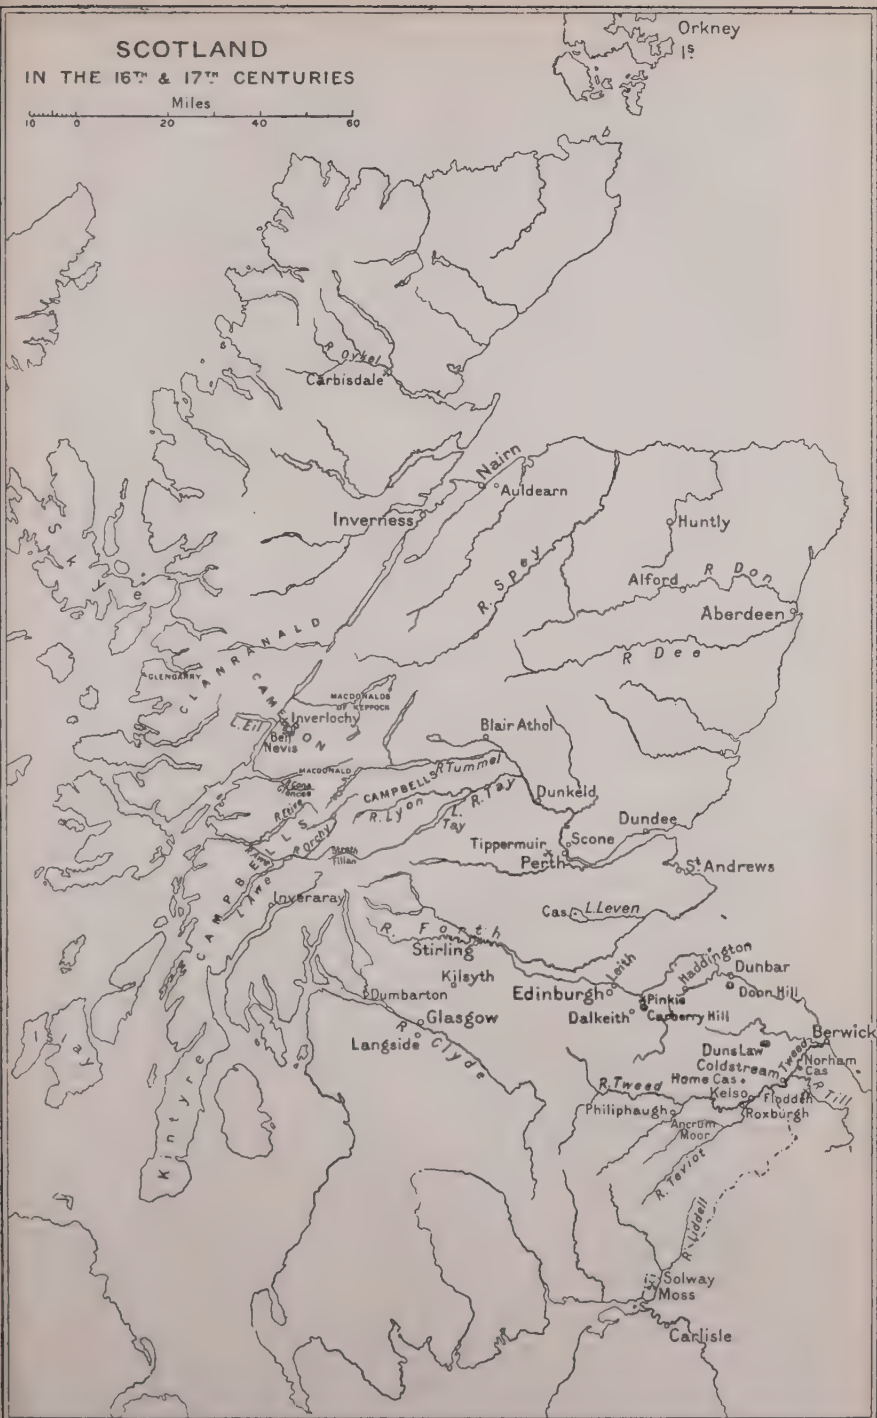 SCOTLAND
IN THE 16TH & 17TH CENTURIES
Miles
10 0 20 40 60
Orkney
Is.
R. Oykel
Carbisdale
Nairn
Auldearn
Inverness
Huntly
Skye
R. Spey
Alford
R Don
Aberdeen
R Dee
CLANRANALD
GLENGARRY
CAMERON
MACDONALDS
OF KEPPOCH
L. Eil
Inverlochy
Ben
Nevis
Blair Athol
MACDONALD
R Tummel
Glencoe
CAMPBELLS
R. Lyon
R. Etive
L.
Tay
R. Tay
Dunkeld
Dundee
R Orchy
Strath
Fillan
Tippermuir
Scone
Perth
St. Andrews
CAMPBELLS
L Awe
Inveraray
Cas.
L. Leven
R. Forth
Stirling
Kilsyth
Leith
Haddington
Dunbar
Doon Hill
Edinburgh
Pinkie
Dumbarton
Dalkeith
Carberry Hill
Glasgow
R Clyde
Langside
Islay
Kintyre
Duns Law
Berwick
Tweed
Norham
Cas
Coldstream
Home Cas.
R. Tweed
Kelso
Flodden
R Till
Philiphaugh
Roxburgh
Ancrum
Moor
R. Teviot
R. Liddell
Solway
Moss
Carlisle